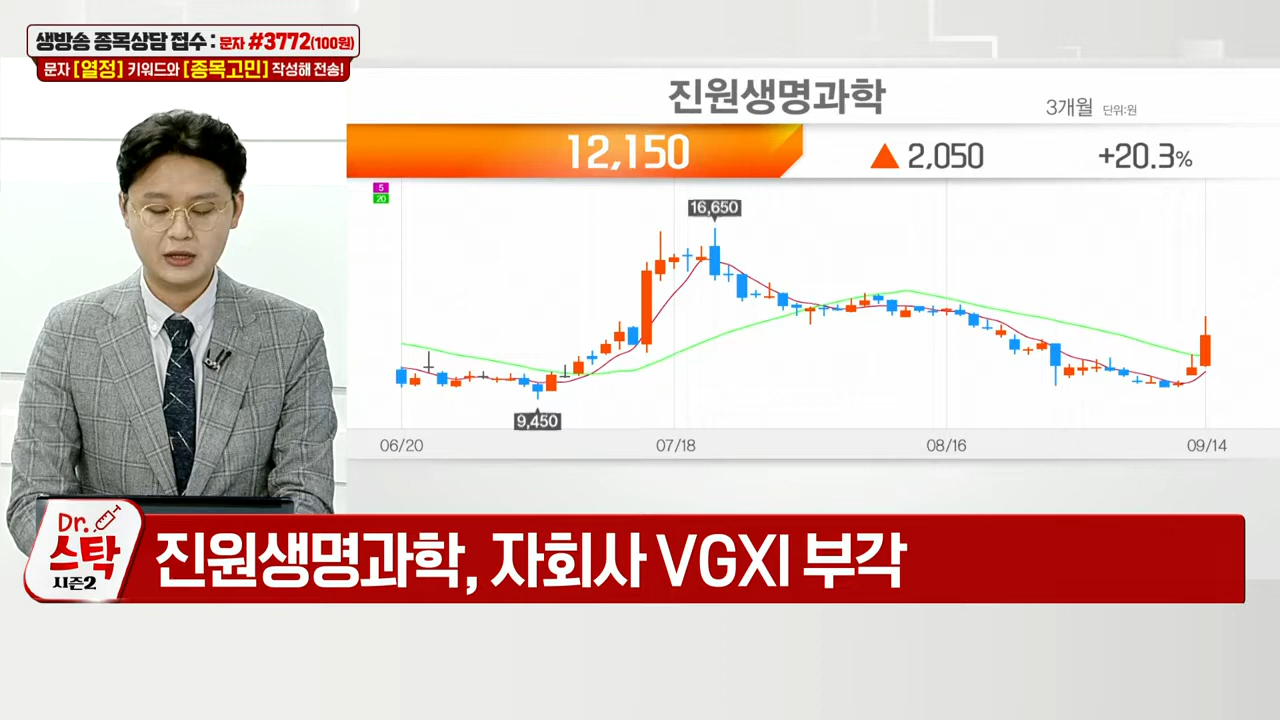 생방송 종목상담 접수 : 문자 #3772(100원)
문자 [열정] 키워드와 [종목고민] 작성해 전송!
진원생명과학
3개월 단위:원
12,150 ▲ 2,050 +20.3%
5
20
16,650
9,450
06/20 07/18 08/16 09/14
Dr.
스탁
시즌2
진원생명과학, 자회사 VGXI 부각